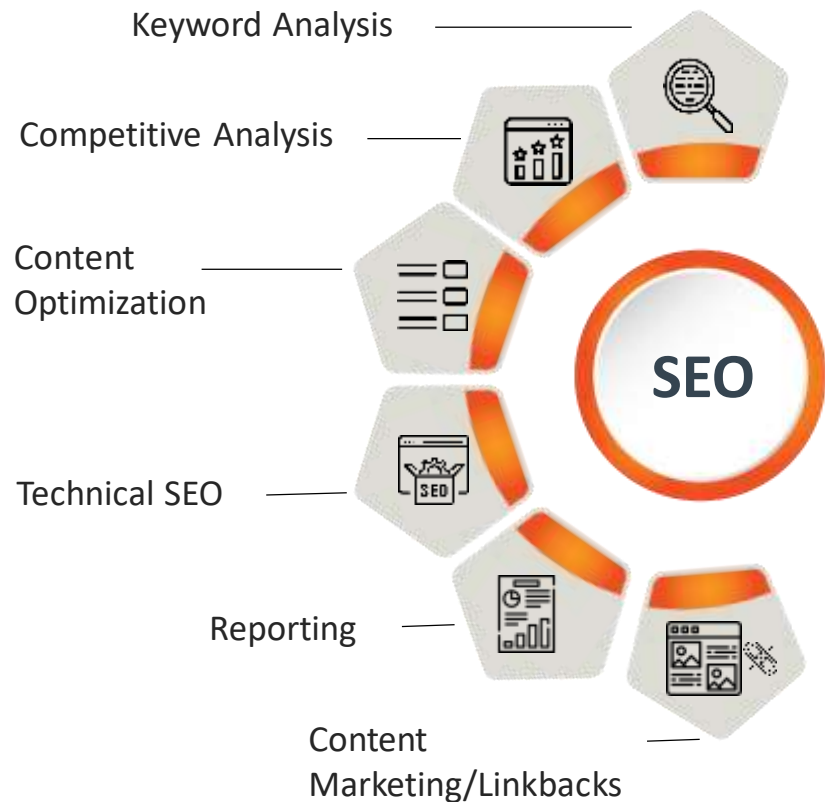 Keyword Analysis
Competitive Analysis
Content
Optimization
SEO
Technical SEO
SEO
Reporting
Content
Marketing/Linkbacks